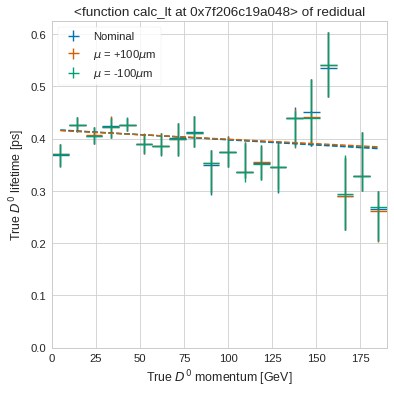 <function calc_lt at 0x7f206c19a048> of redidual
Nominal
μ = +100μm
μ = -100μm
True D⁰ lifetime [ps]
0.6
0.5
0.4
0.3
0.2
0.1
0.0
0 25 50 75 100 125 150 175
True D⁰ momentum [GeV]